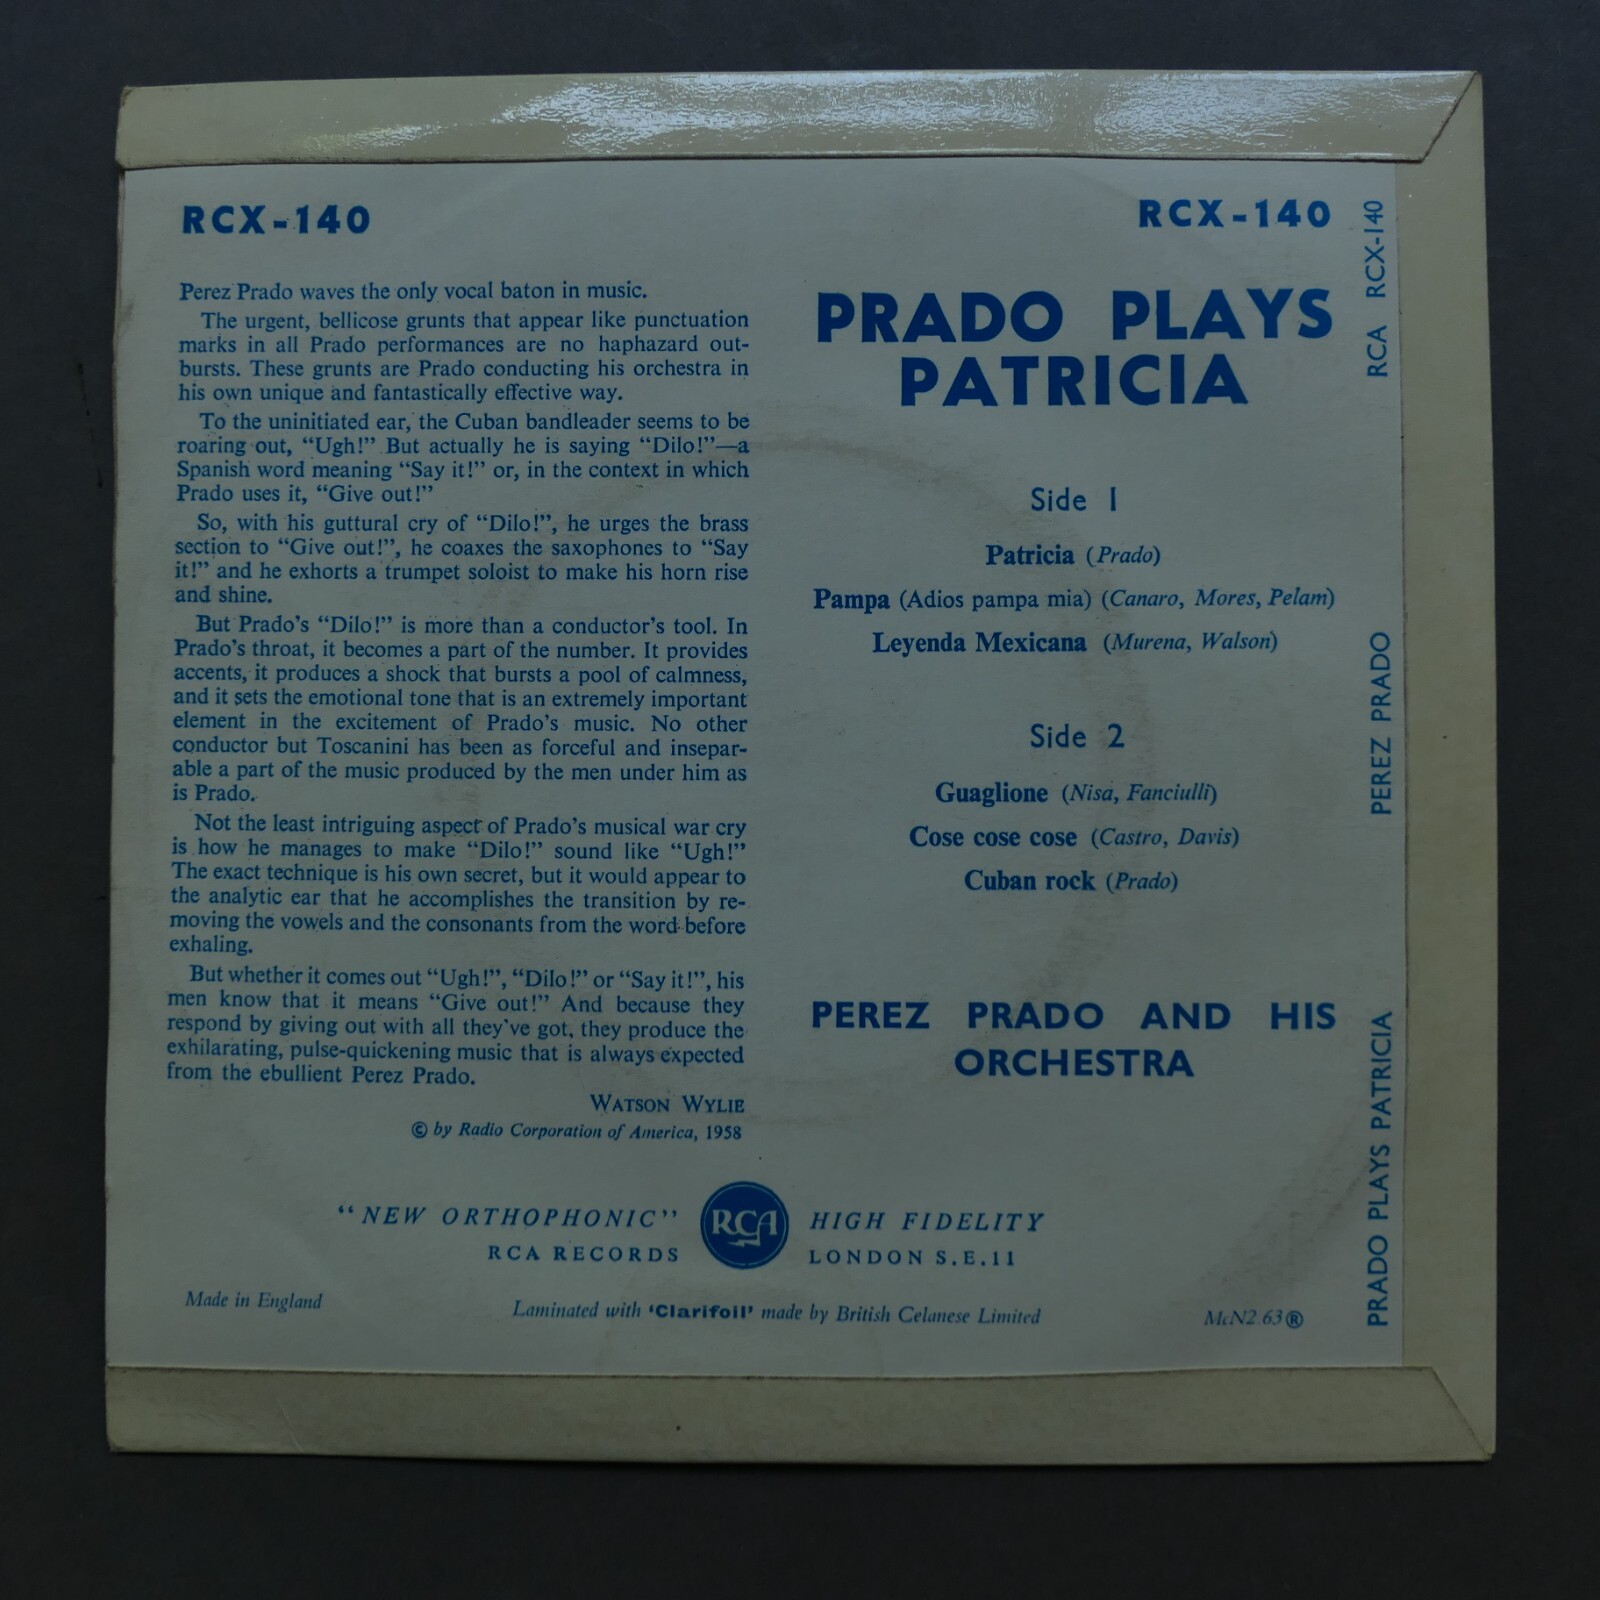 RCX-140
Perez Prado waves the only vocal baton in music.
The urgent, bellicose grunts that appear like punctuation
marks in all Prado performances are no haphazard out-
bursts. These grunts are Prado conducting his orchestra in
his own unique and fantastically effective way.
To the uninitiated ear, the Cuban bandleader seems to be
roaring out, “Ugh!” But actually he is saying “Dilo!”—a
Spanish word meaning “Say it!” or, in the context in which
Prado uses it, “Give out!”
So, with his guttural cry of “Dilo!”, he urges the brass
section to “Give out!”, he coaxes the saxophones to “Say
it!” and he exhorts a trumpet soloist to make his horn rise
and shine.
But Prado’s “Dilo!” is more than a conductor’s tool. In
Prado’s throat, it becomes a part of the number. It provides
accents, it produces a shock that bursts a pool of calmness,
and it sets the emotional tone that is an extremely important
element in the excitement of Prado’s music. No other
conductor but Toscanini has been as forceful and insepar-
able a part of the music produced by the men under him as
is Prado.
Not the least intriguing aspect of Prado’s musical war cry
is how he manages to make “Dilo!” sound like “Ugh!”
The exact technique is his own secret, but it would appear to
the analytic ear that he accomplishes the transition by re-
moving the vowels and the consonants from the word before
exhaling.
But whether it comes out “Ugh!”, “Dilo!” or “Say it!”, his
men know that it means “Give out!” And because they
respond by giving out with all they’ve got, they produce the
exhilarating, pulse-quickening music that is always expected
from the ebullient Perez Prado.
WATSON WYLIE
© by Radio Corporation of America, 1958
RCX-140
PRADO PLAYS
PATRICIA
Side 1
Patricia (Prado)
Pampa (Adios pampa mia) (Canaro, Mores, Pelam)
Leyenda Mexicana (Murena, Walson)
Side 2
Guaglione (Nisa, Fanciulli)
Cose cose cose (Castro, Davis)
Cuban rock (Prado)
PEREZ PRADO AND HIS
ORCHESTRA
“NEW ORTHOPHONIC” RCA HIGH FIDELITY
RCA RECORDS LONDON S.E.11
Made in England Laminated with ‘Clarifoil’ made by British Celanese Limited McN2.63®
RCA RCX-140
PEREZ PRADO
PRADO PLAYS PATRICIA